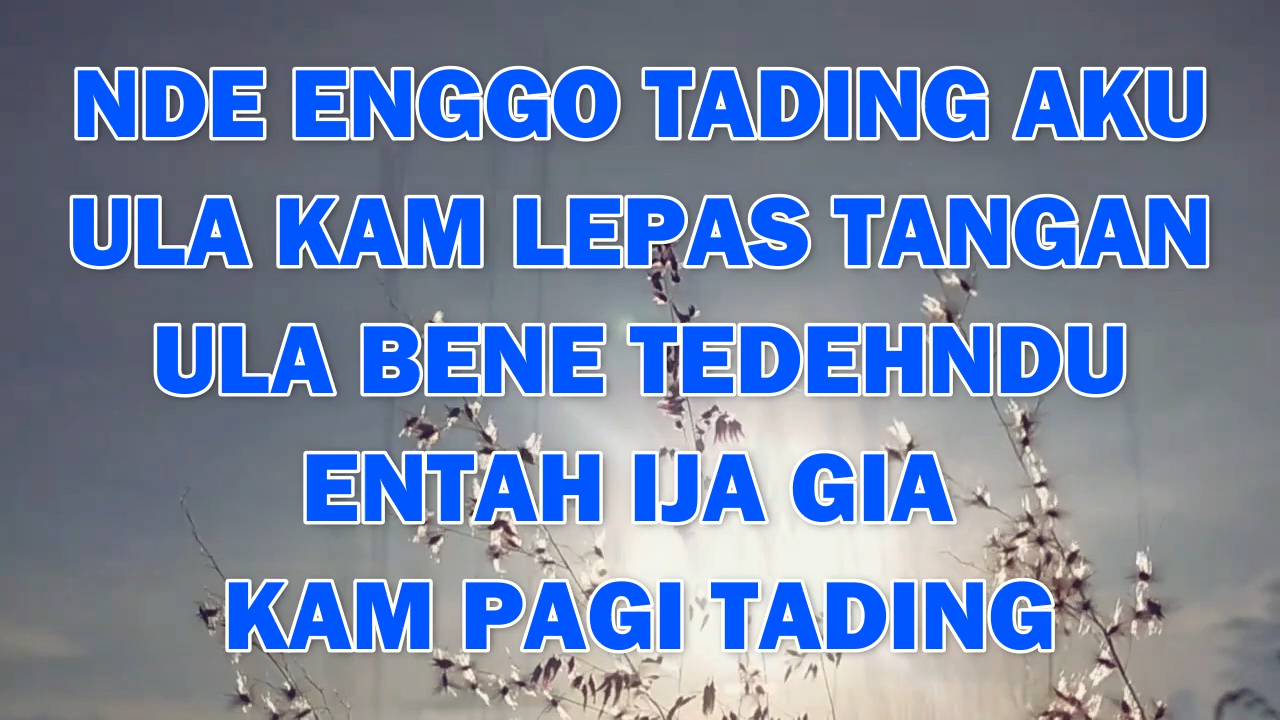 NDE ENGGO TADING AKU
ULA KAM LEPAS TANGAN
ULA BENE TEDEHNDU
ENTAH IJA GIA
KAM PAGI TADING